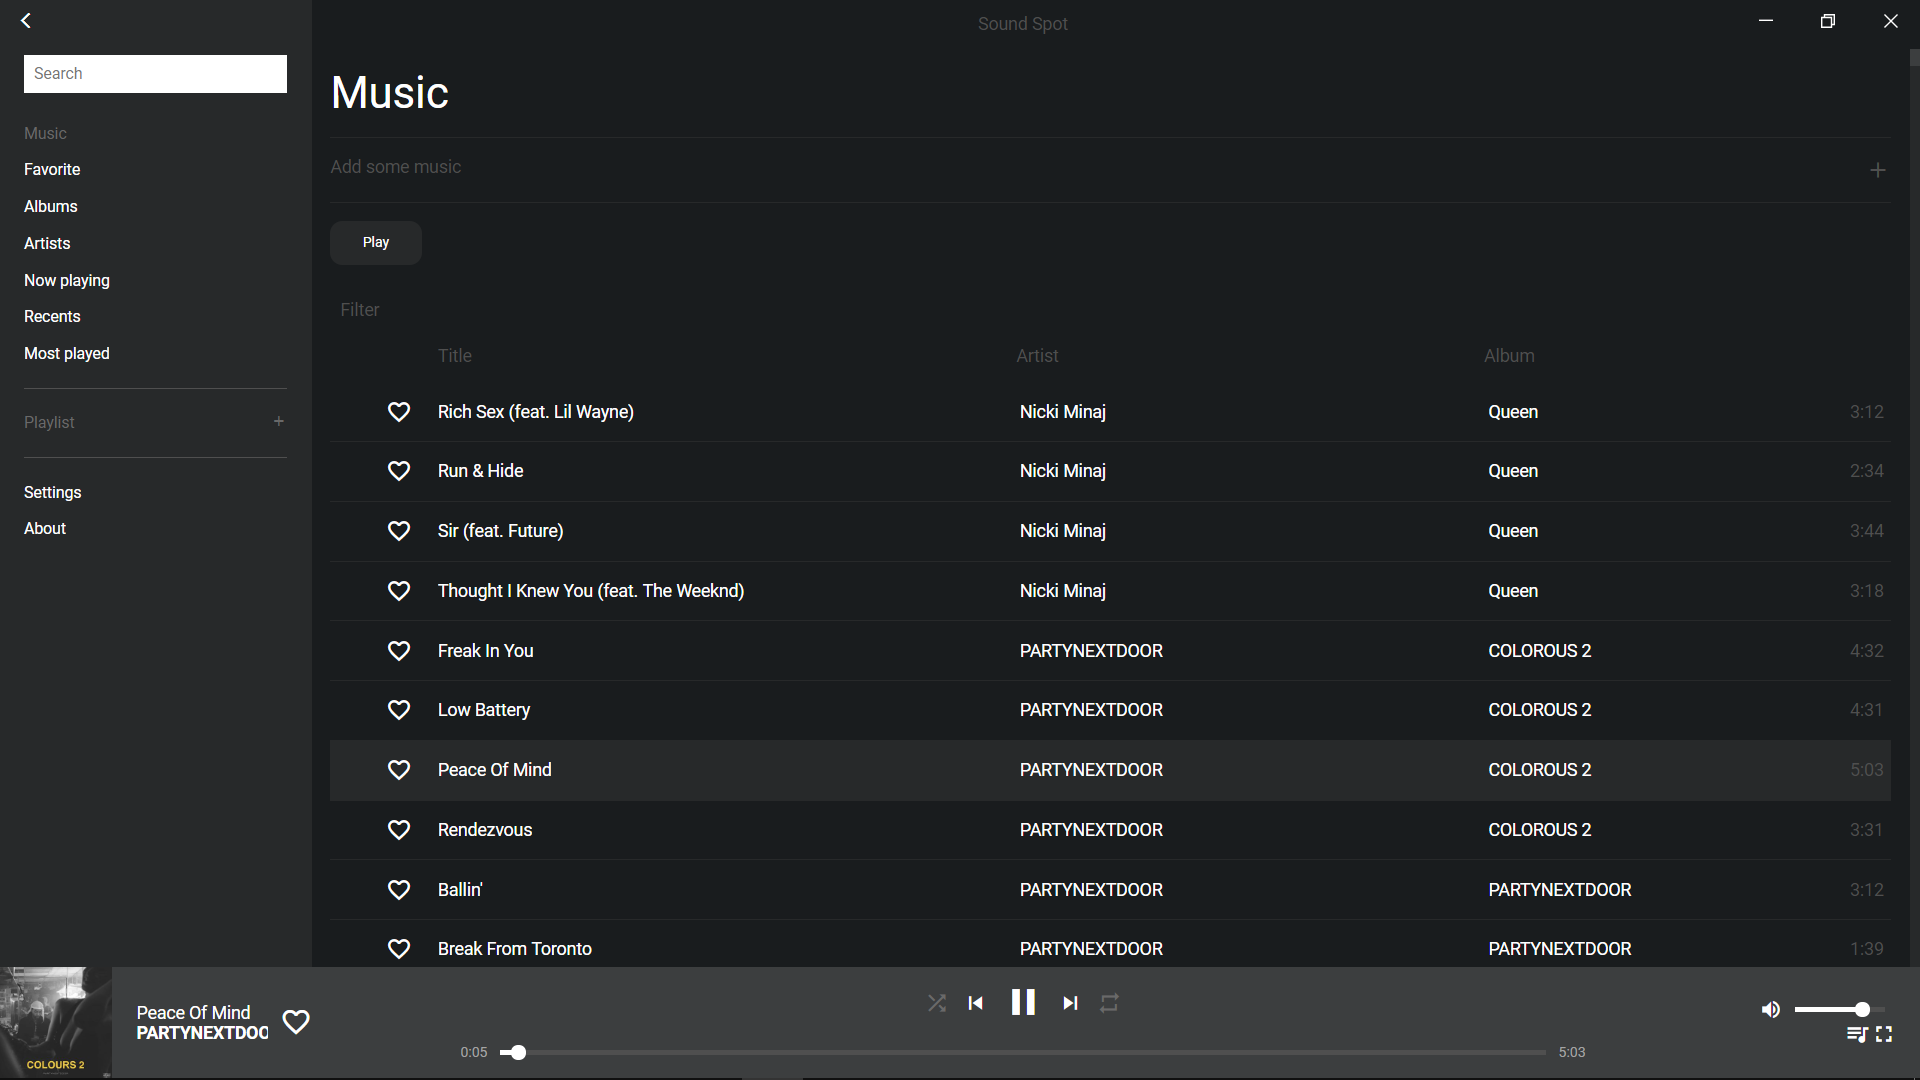 Sound Spot
Search
Music
Favorite
Albums
Artists
Now playing
Recents
Most played
Playlist +
Settings
About
Music
Add some music +
Play
Filter
Title Artist Album
Rich Sex (feat. Lil Wayne) Nicki Minaj Queen 3:12
Run & Hide Nicki Minaj Queen 2:34
Sir (feat. Future) Nicki Minaj Queen 3:44
Thought I Knew You (feat. The Weeknd) Nicki Minaj Queen 3:18
Freak In You PARTYNEXTDOOR COLOROUS 2 4:32
Low Battery PARTYNEXTDOOR COLOROUS 2 4:31
Peace Of Mind PARTYNEXTDOOR COLOROUS 2 5:03
Rendezvous PARTYNEXTDOOR COLOROUS 2 3:31
Ballin' PARTYNEXTDOOR PARTYNEXTDOOR 3:12
Break From Toronto PARTYNEXTDOOR PARTYNEXTDOOR 1:39
COLOURS 2
Peace Of Mind
PARTYNEXTDOO
0:05 5:03